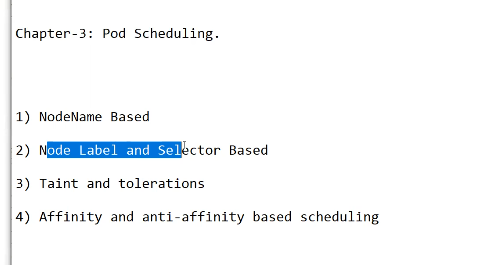 Chapter-3: Pod Scheduling.
1) NodeName Based
2) Node Label and Selector Based
3) Taint and tolerations
4) Affinity and anti-affinity based scheduling